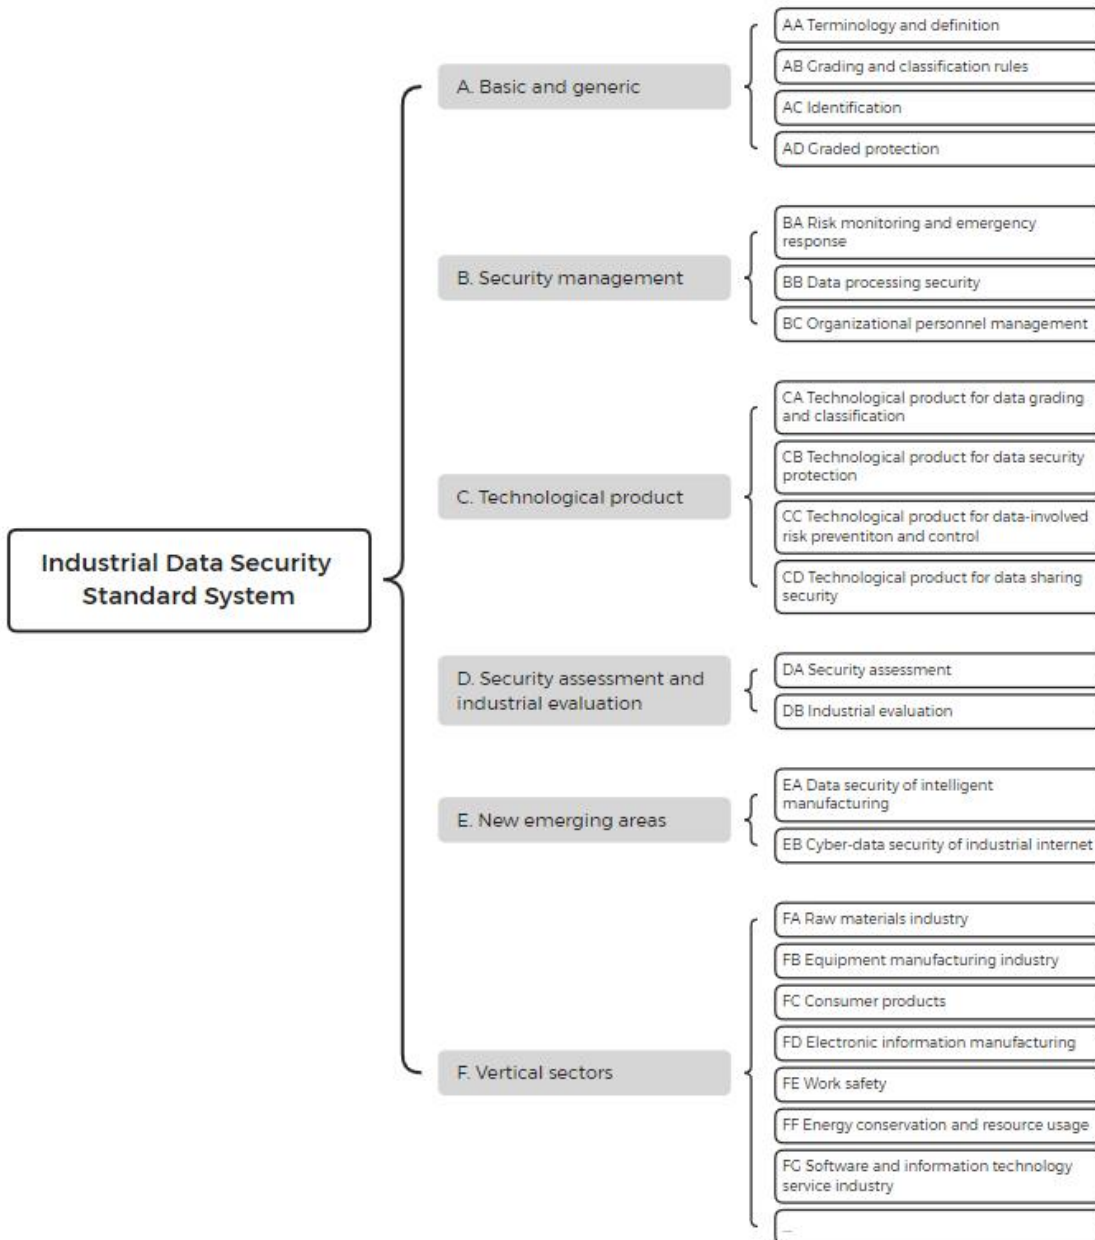 Industrial Data Security
Standard System
A. Basic and generic
AA Terminology and definition
AB Grading and classification rules
AC Identification
AD Graded protection
B. Security management
BA Risk monitoring and emergency
response
BB Data processing security
BC Organizational personnel management
C. Technological product
CA Technological product for data grading
and classification
CB Technological product for data security
protection
CC Technological product for data-involved
risk preventiton and control
CD Technological product for data sharing
security
D. Security assessment and
industrial evaluation
DA Security assessment
DB Industrial evaluation
E. New emerging areas
EA Data security of intelligent
manufacturing
EB Cyber-data security of industrial internet
F. Vertical sectors
FA Raw materials industry
FB Equipment manufacturing industry
FC Consumer products
FD Electronic information manufacturing
FE Work safety
FF Energy conservation and resource usage
FG Software and information technology
service industry
...